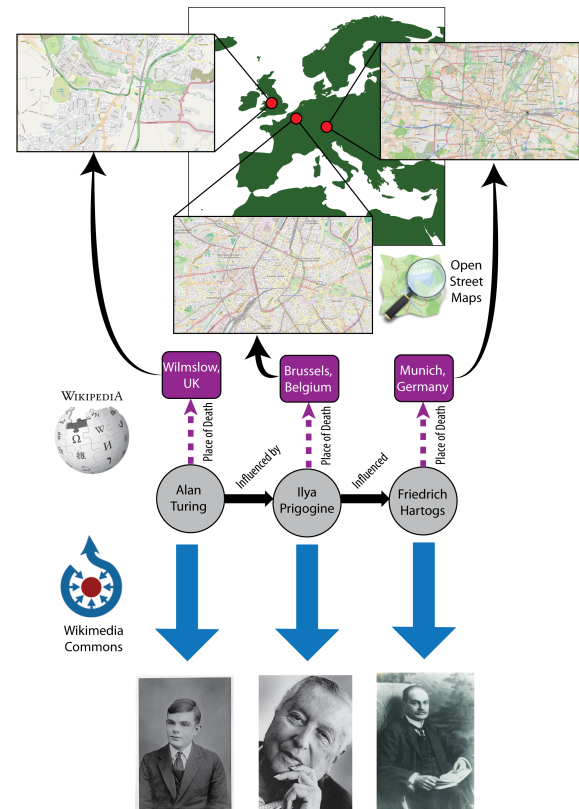 Open
Street
Maps
Wilmslow,
UK
Brussels,
Belgium
Munich,
Germany
WIKIPEDIA
Place of Death
Place of Death
Place of Death
Influenced by
Influenced
Alan
Turing
Ilya
Prigogine
Friedrich
Hartogs
Wikimedia
Commons